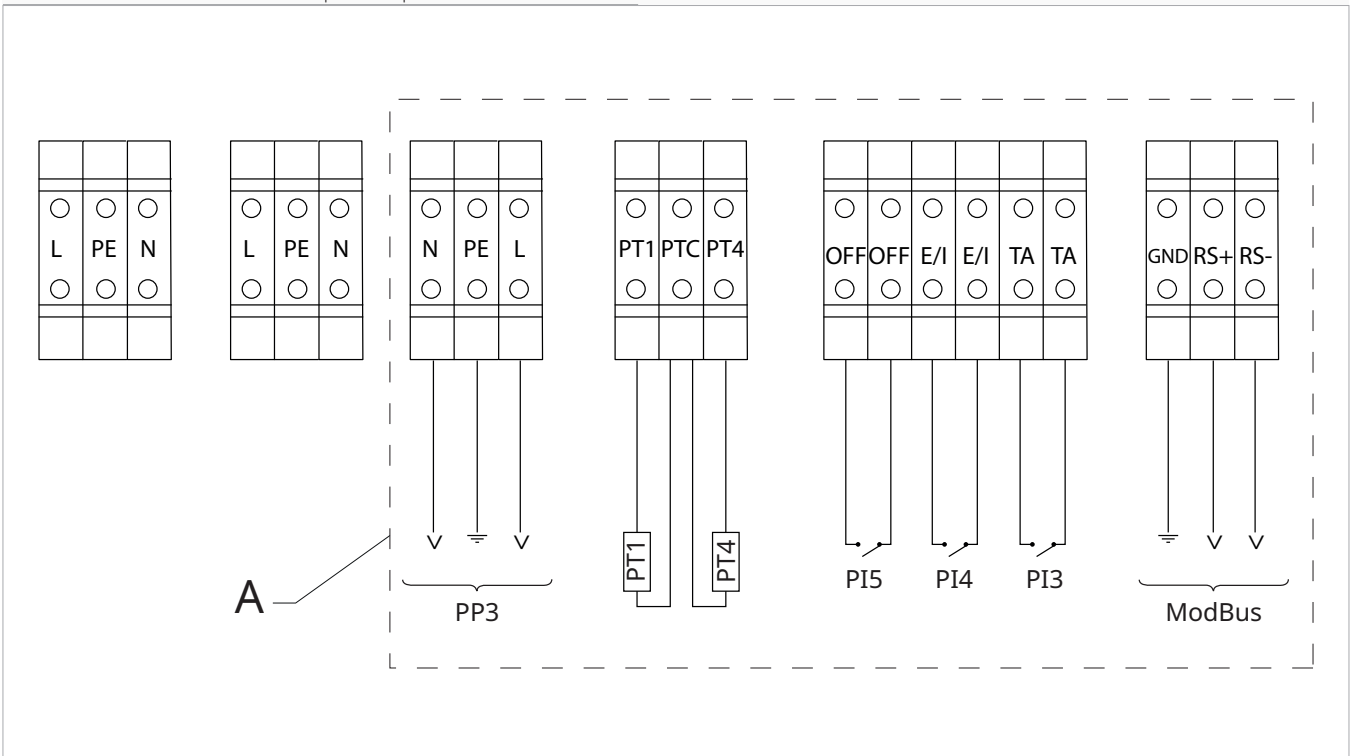 L PE N L PE N N PE L PT1 PTC PT4 OFF OFF E/I E/I TA TA GND RS+ RS-
PT1 PT4
PI5 PI4 PI3
A
PP3 ModBus